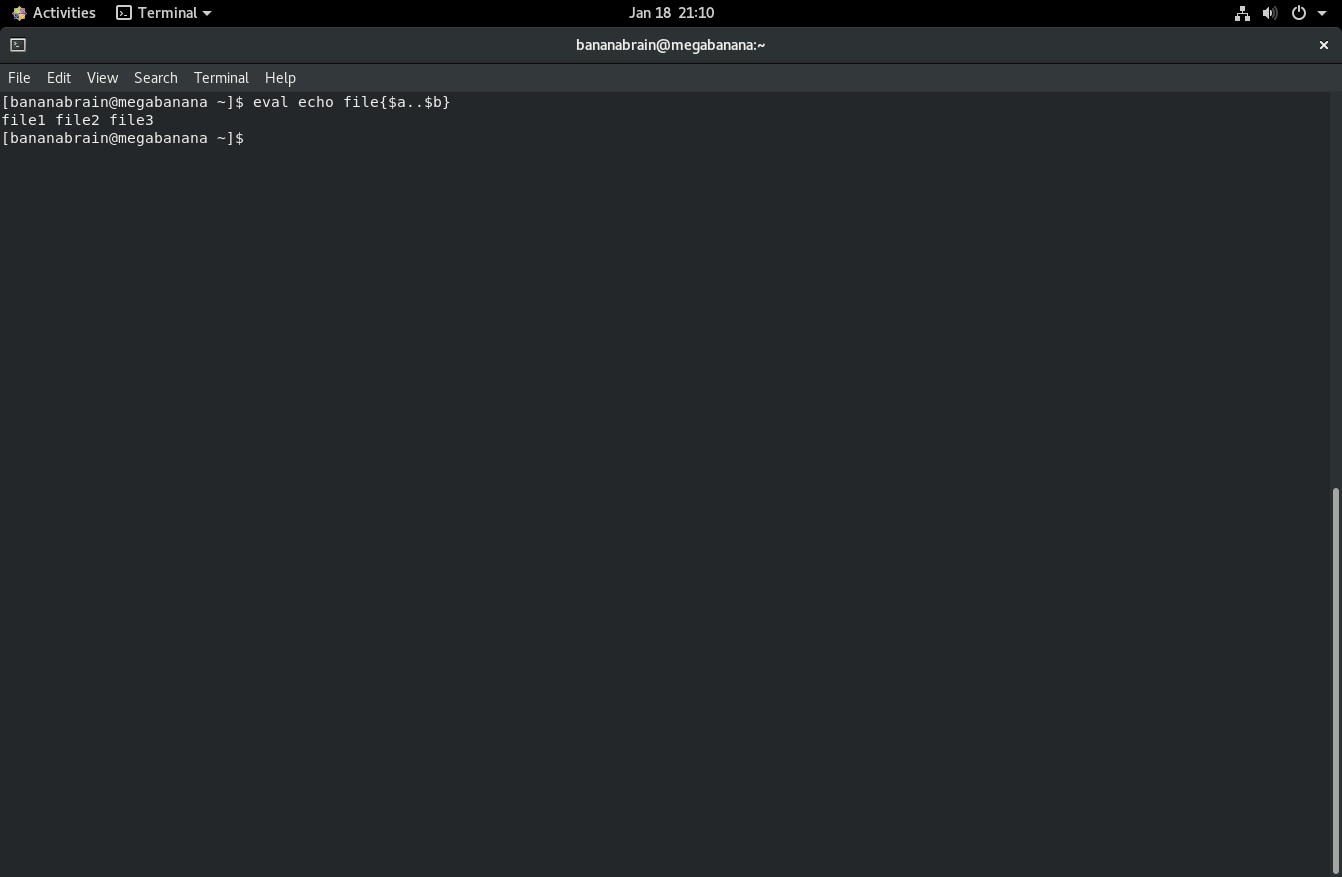 Activities Terminal Jan 18 21:10
bananabrain@megabanana:~
File Edit View Search Terminal Help
[bananabrain@megabanana ~]$ eval echo file{$a..$b}
file1 file2 file3
[bananabrain@megabanana ~]$